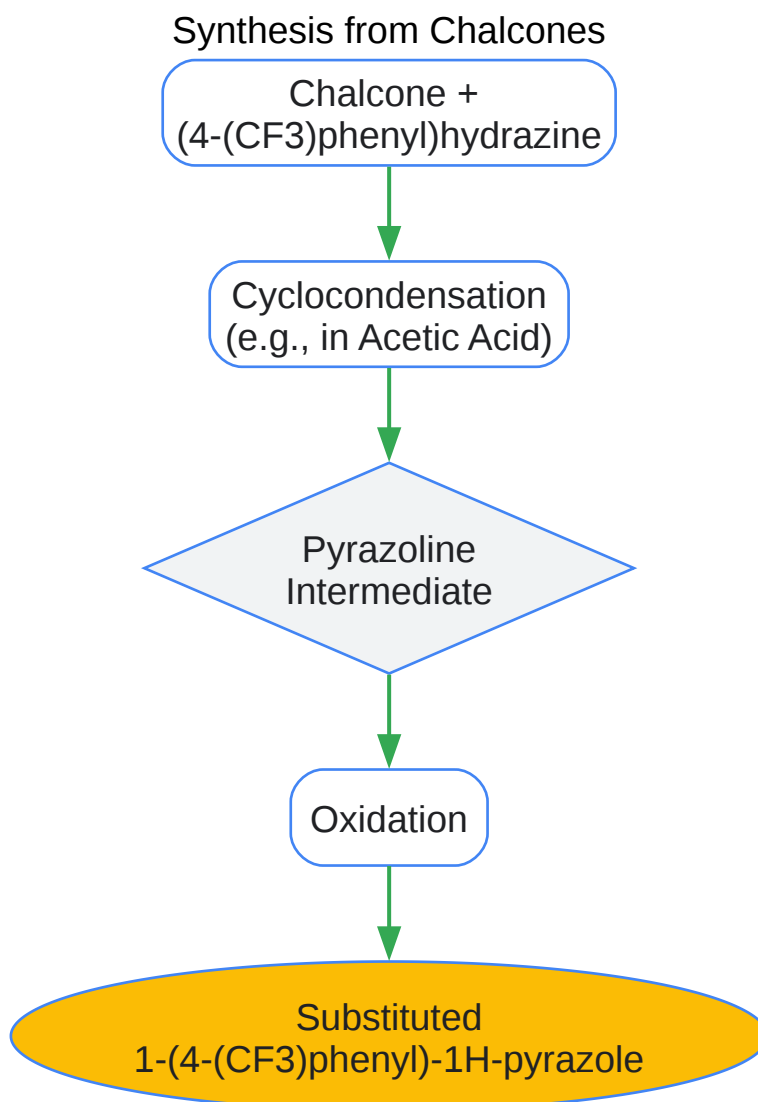 Synthesis from Chalcones
Chalcone +
(4-(CF3)phenyl)hydrazine
Cyclocondensation
(e.g., in Acetic Acid)
Pyrazoline
Intermediate
Oxidation
Substituted
1-(4-(CF3)phenyl)-1H-pyrazole